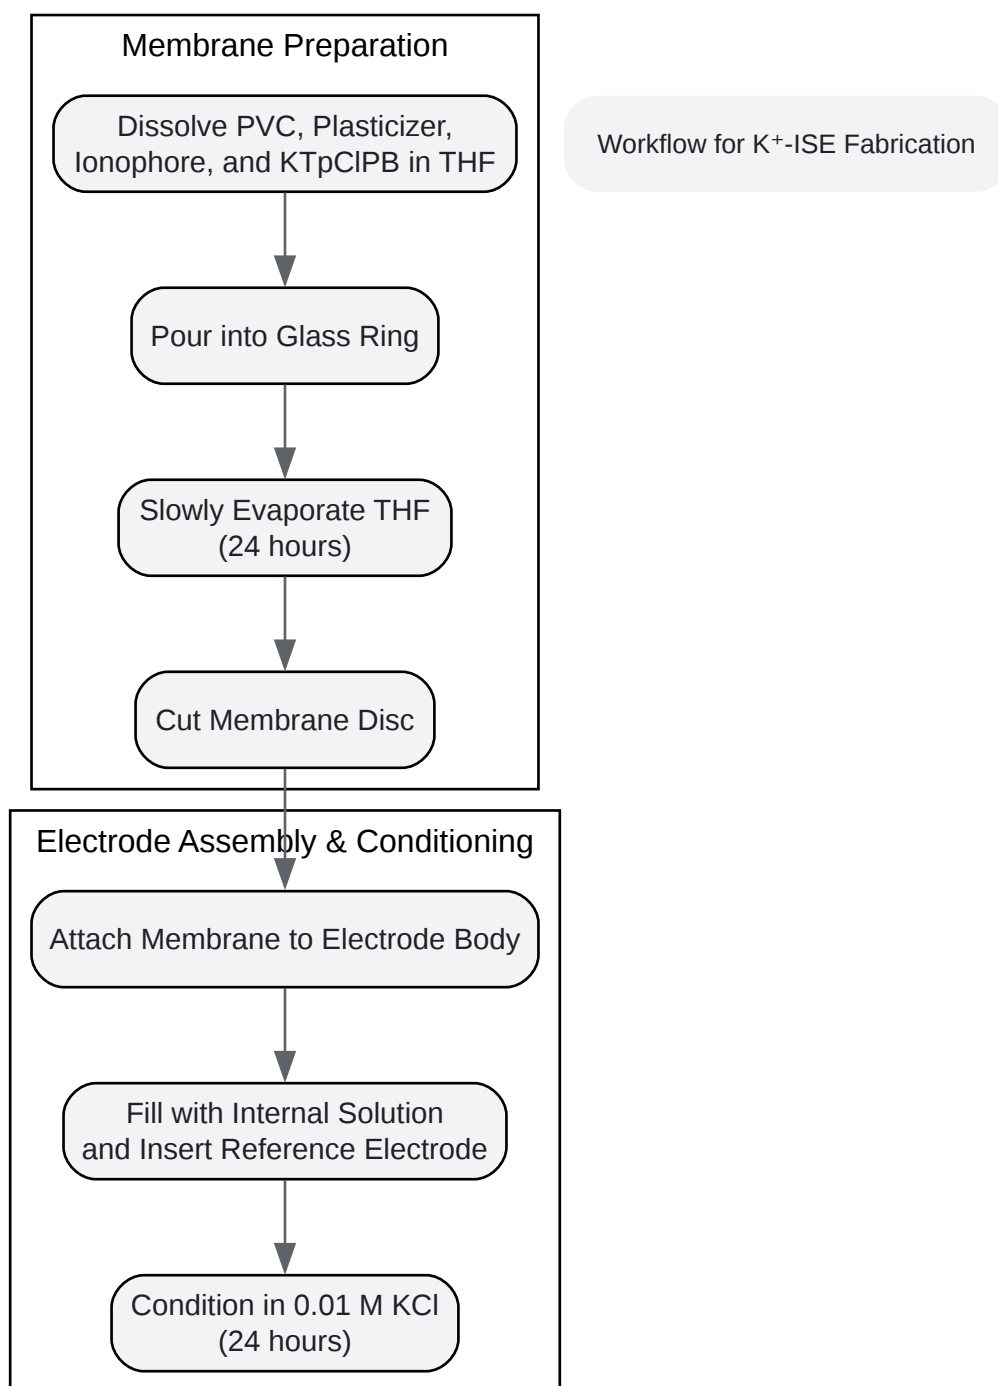 Membrane Preparation
Dissolve PVC, Plasticizer,
Ionophore, and KTpClPB in THF
Workflow for K⁺-ISE Fabrication
Pour into Glass Ring
Slowly Evaporate THF
(24 hours)
Cut Membrane Disc
Electrode Assembly & Conditioning
Attach Membrane to Electrode Body
Fill with Internal Solution
and Insert Reference Electrode
Condition in 0.01 M KCl
(24 hours)